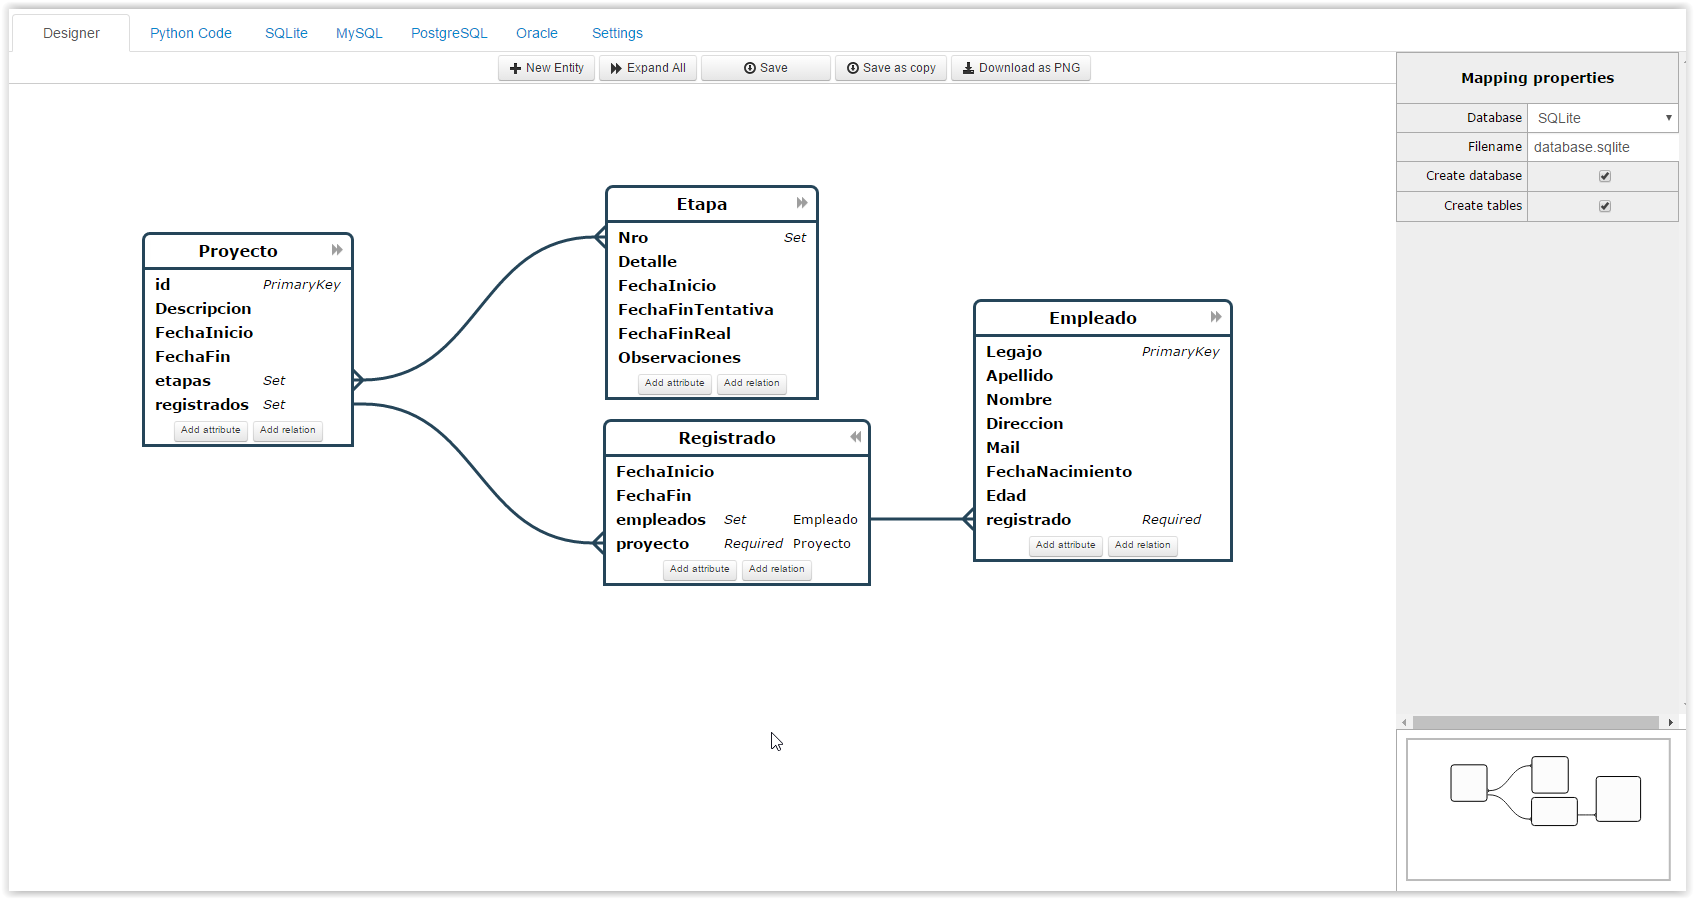 Designer Python Code SQLite MySQL PostgreSQL Oracle Settings
New Entity Expand All Save Save as copy Download as PNG
Mapping properties
Database SQLite
Filename database.sqlite
Create database
Create tables
Proyecto
id PrimaryKey
Descripcion
FechaInicio
FechaFin
etapas Set
registrados Set
Add attribute Add relation
Etapa
Nro Set
Detalle
FechaInicio
FechaFinTentativa
FechaFinReal
Observaciones
Add attribute Add relation
Registrado
FechaInicio
FechaFin
empleados Set Empleado
proyecto Required Proyecto
Add attribute Add relation
Empleado
Legajo PrimaryKey
Apellido
Nombre
Direccion
Mail
FechaNacimiento
Edad
registrado Required
Add attribute Add relation